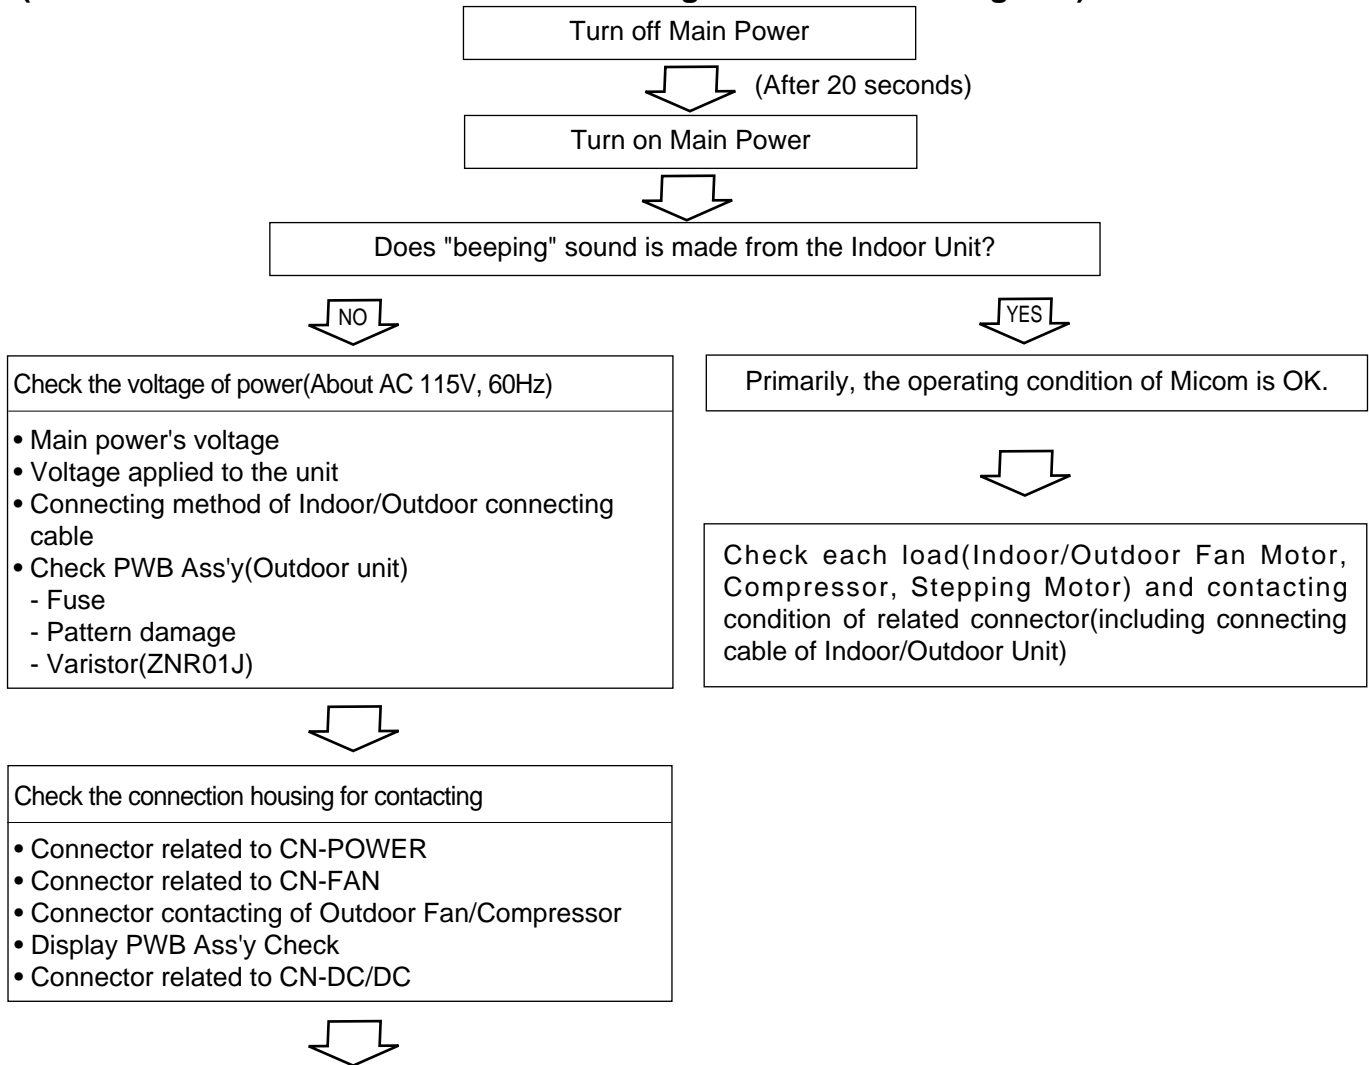 Turn off Main Power
(After 20 seconds)
Turn on Main Power
Does "beeping" sound is made from the Indoor Unit?
NO
YES
Check the voltage of power(About AC 115V, 60Hz)
• Main power's voltage
• Voltage applied to the unit
• Connecting method of Indoor/Outdoor connecting
cable
• Check PWB Ass'y(Outdoor unit)
- Fuse
- Pattern damage
- Varistor(ZNR01J)
Primarily, the operating condition of Micom is OK.
Check each load(Indoor/Outdoor Fan Motor,
Compressor, Stepping Motor) and contacting
condition of related connector(including connecting
cable of Indoor/Outdoor Unit)
Check the connection housing for contacting
• Connector related to CN-POWER
• Connector related to CN-FAN
• Connector contacting of Outdoor Fan/Compressor
• Display PWB Ass'y Check
• Connector related to CN-DC/DC